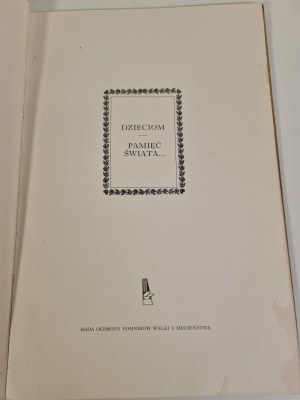 DZIECIOM
—
PAMIĘĆ
ŚWIATA...
RADA OCHRONY POMNIKÓW WALKI I MĘCZEŃSTWA